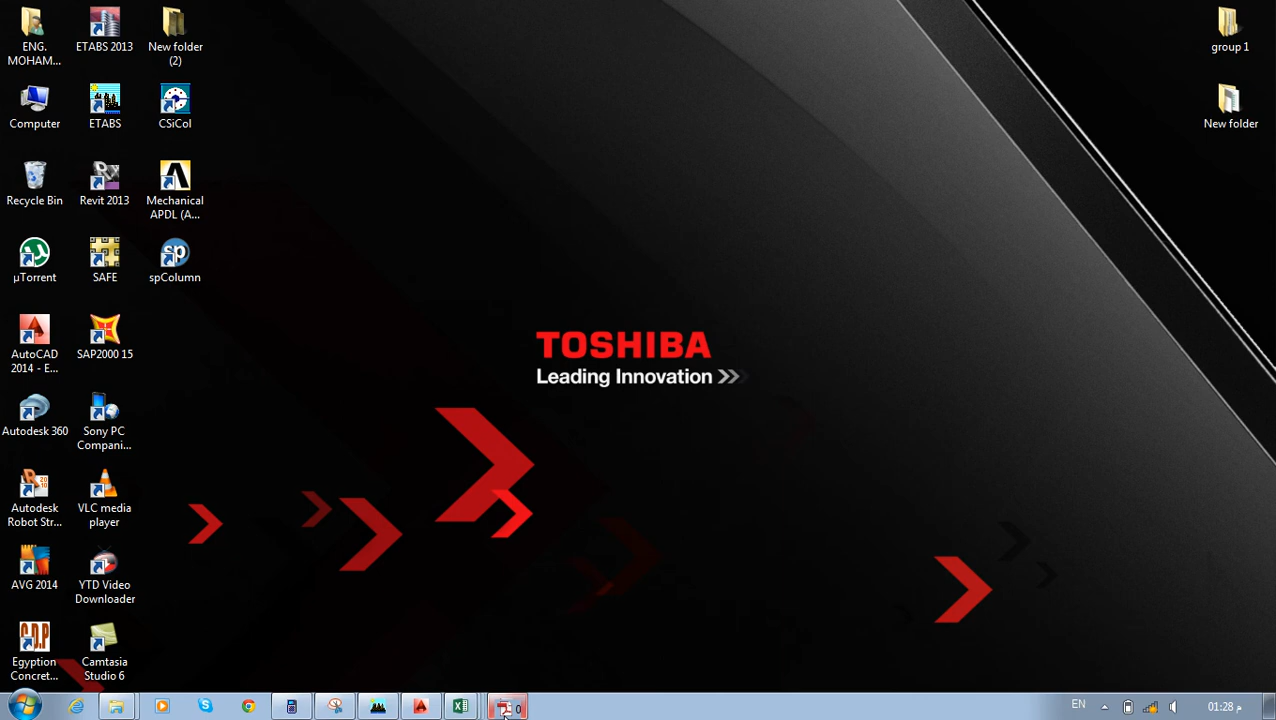 ENG.
MOHAM...
ETABS 2013
New folder
(2)
group 1
Computer
ETABS
CSiCol
New folder
Recycle Bin
Revit 2013
Mechanical
APDL (A...
µTorrent
SAFE
spColumn
AutoCAD
2014 - E...
SAP2000 15
TOSHIBA
Leading Innovation
Autodesk 360
Sony PC
Compani...
Autodesk
Robot Str...
VLC media
player
AVG 2014
YTD Video
Downloader
Egyption
Concret...
Camtasia
Studio 6
EN
01:28 م